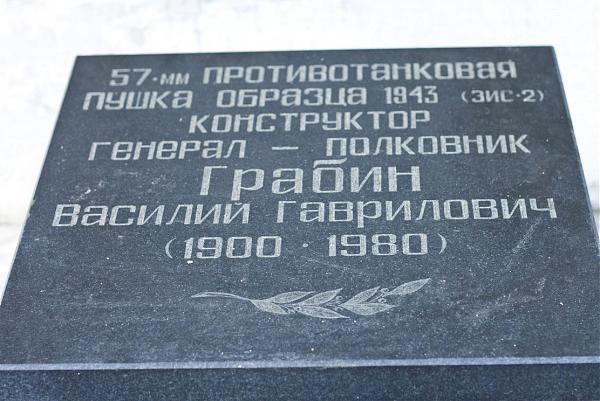 57-мм ПРОТИВОТАНКОВАЯ
ПУШКА ОБРАЗЦА 1943 (ЗИС-2)
КОНСТРУКТОР
ГЕНЕРАЛ – ПОЛКОВНИК
ГРАБИН
ВАСИЛИЙ ГАВРИЛОВИЧ
(1900 - 1980)